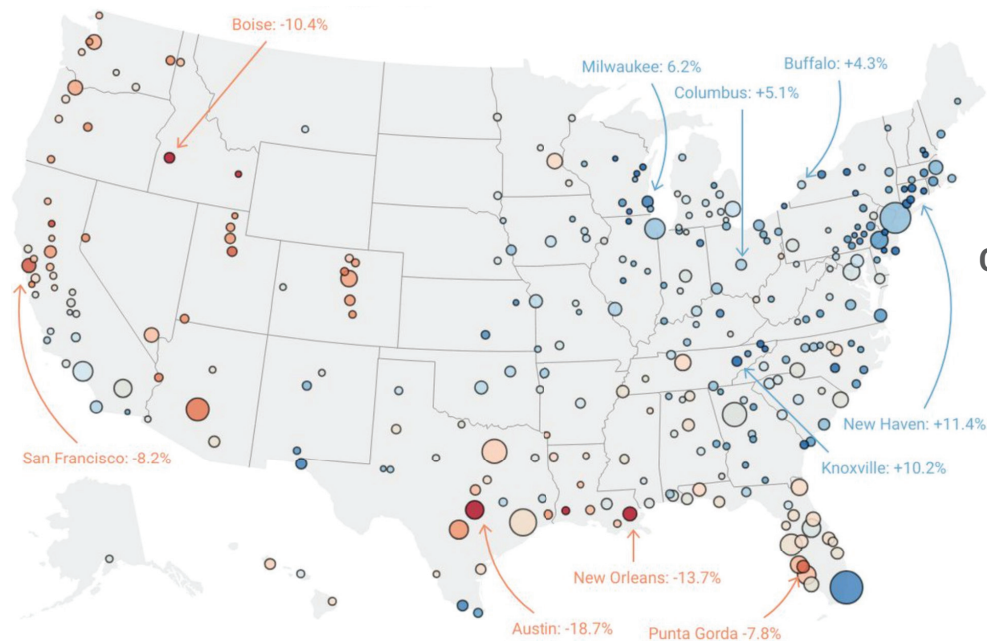 Boise: -10.4%
Milwaukee: 6.2%
Buffalo: +4.3%
Columbus: +5.1%
New Haven: +11.4%
San Francisco: -8.2%
Knoxville: +10.2%
New Orleans: -13.7%
Austin: -18.7%
Punta Gorda -7.8%